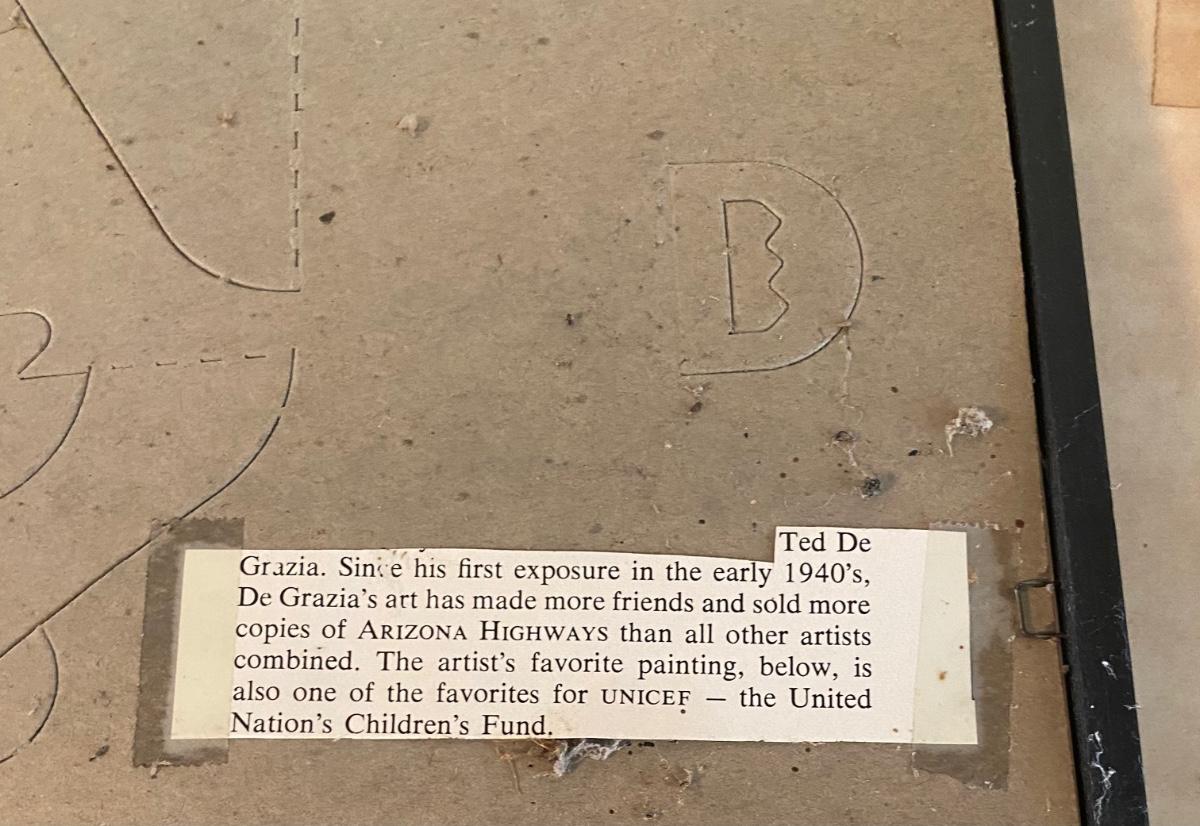 Ted De
Grazia. Since his first exposure in the early 1940's,
De Grazia's art has made more friends and sold more
copies of ARIZONA HIGHWAYS than all other artists
combined. The artist's favorite painting, below, is
also one of the favorites for UNICEF — the United
Nation's Children's Fund.